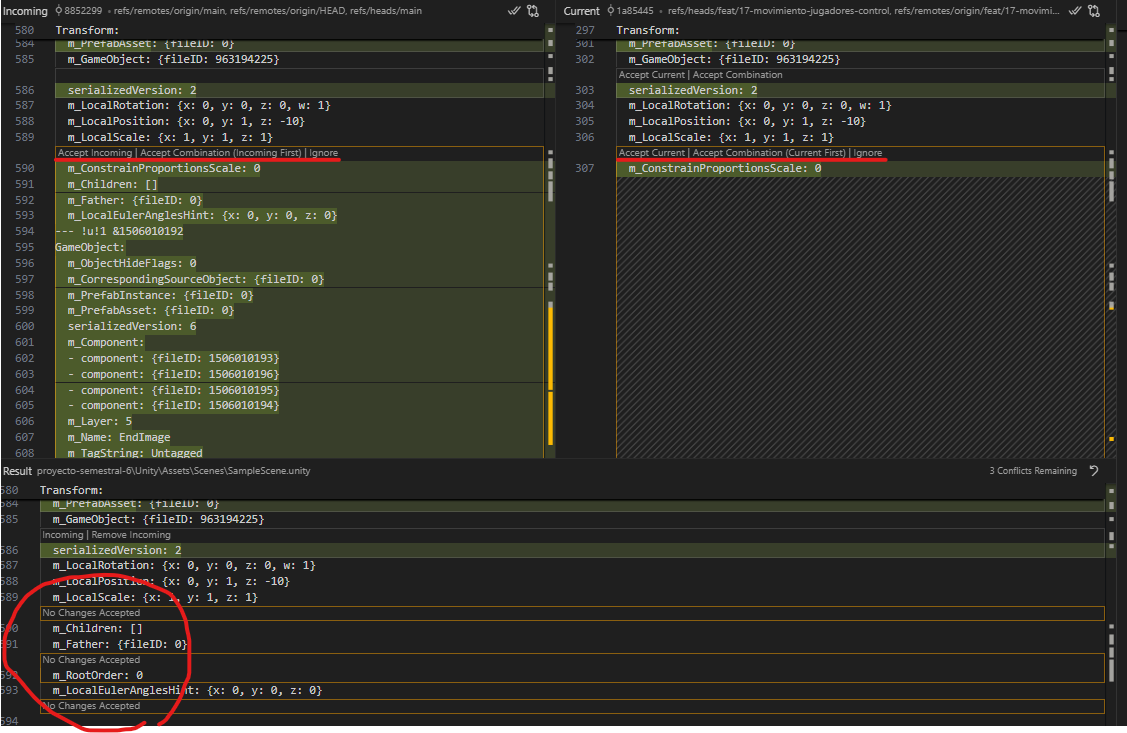 Incoming 8852299 • refs/remotes/origin/main, refs/remotes/origin/HEAD, refs/heads/main
580 Transform:
584 m_PrefabAsset: {fileID: 0}
585 m_GameObject: {fileID: 963194225}
586 serializedVersion: 2
587 m_LocalRotation: {x: 0, y: 0, z: 0, w: 1}
588 m_LocalPosition: {x: 0, y: 1, z: -10}
589 m_LocalScale: {x: 1, y: 1, z: 1}
Accept Incoming | Accept Combination (Incoming First) | Ignore
590 m_ConstrainProportionsScale: 0
591 m_Children: []
592 m_Father: {fileID: 0}
593 m_LocalEulerAnglesHint: {x: 0, y: 0, z: 0}
594 --- !u!1 &1506010192
595 GameObject:
596 m_ObjectHideFlags: 0
597 m_CorrespondingSourceObject: {fileID: 0}
598 m_PrefabInstance: {fileID: 0}
599 m_PrefabAsset: {fileID: 0}
600 serializedVersion: 6
601 m_Component:
602 - component: {fileID: 1506010193}
603 - component: {fileID: 1506010196}
604 - component: {fileID: 1506010195}
605 - component: {fileID: 1506010194}
606 m_Layer: 5
607 m_Name: EndImage
608 m_TagString: Untagged
Current 1a85445 • refs/heads/feat/17-movimiento-jugadores-control, refs/remotes/origin/feat/17-movimi...
297 Transform:
301 m_PrefabAsset: {fileID: 0}
302 m_GameObject: {fileID: 963194225}
Accept Current | Accept Combination
303 serializedVersion: 2
304 m_LocalRotation: {x: 0, y: 0, z: 0, w: 1}
305 m_LocalPosition: {x: 0, y: 1, z: -10}
306 m_LocalScale: {x: 1, y: 1, z: 1}
Accept Current | Accept Combination (Current First) | Ignore
307 m_ConstrainProportionsScale: 0
Result proyecto-semestral-6\Unity\Assets\Scenes\SampleScene.unity 3 Conflicts Remaining
580 Transform:
584 m_PrefabAsset: {fileID: 0}
585 m_GameObject: {fileID: 963194225}
Incoming | Remove Incoming
586 serializedVersion: 2
587 m_LocalRotation: {x: 0, y: 0, z: 0, w: 1}
588 m_LocalPosition: {x: 0, y: 1, z: -10}
589 m_LocalScale: {x: 1, y: 1, z: 1}
No Changes Accepted
590 m_Children: []
591 m_Father: {fileID: 0}
No Changes Accepted
592 m_RootOrder: 0
593 m_LocalEulerAnglesHint: {x: 0, y: 0, z: 0}
No Changes Accepted
594